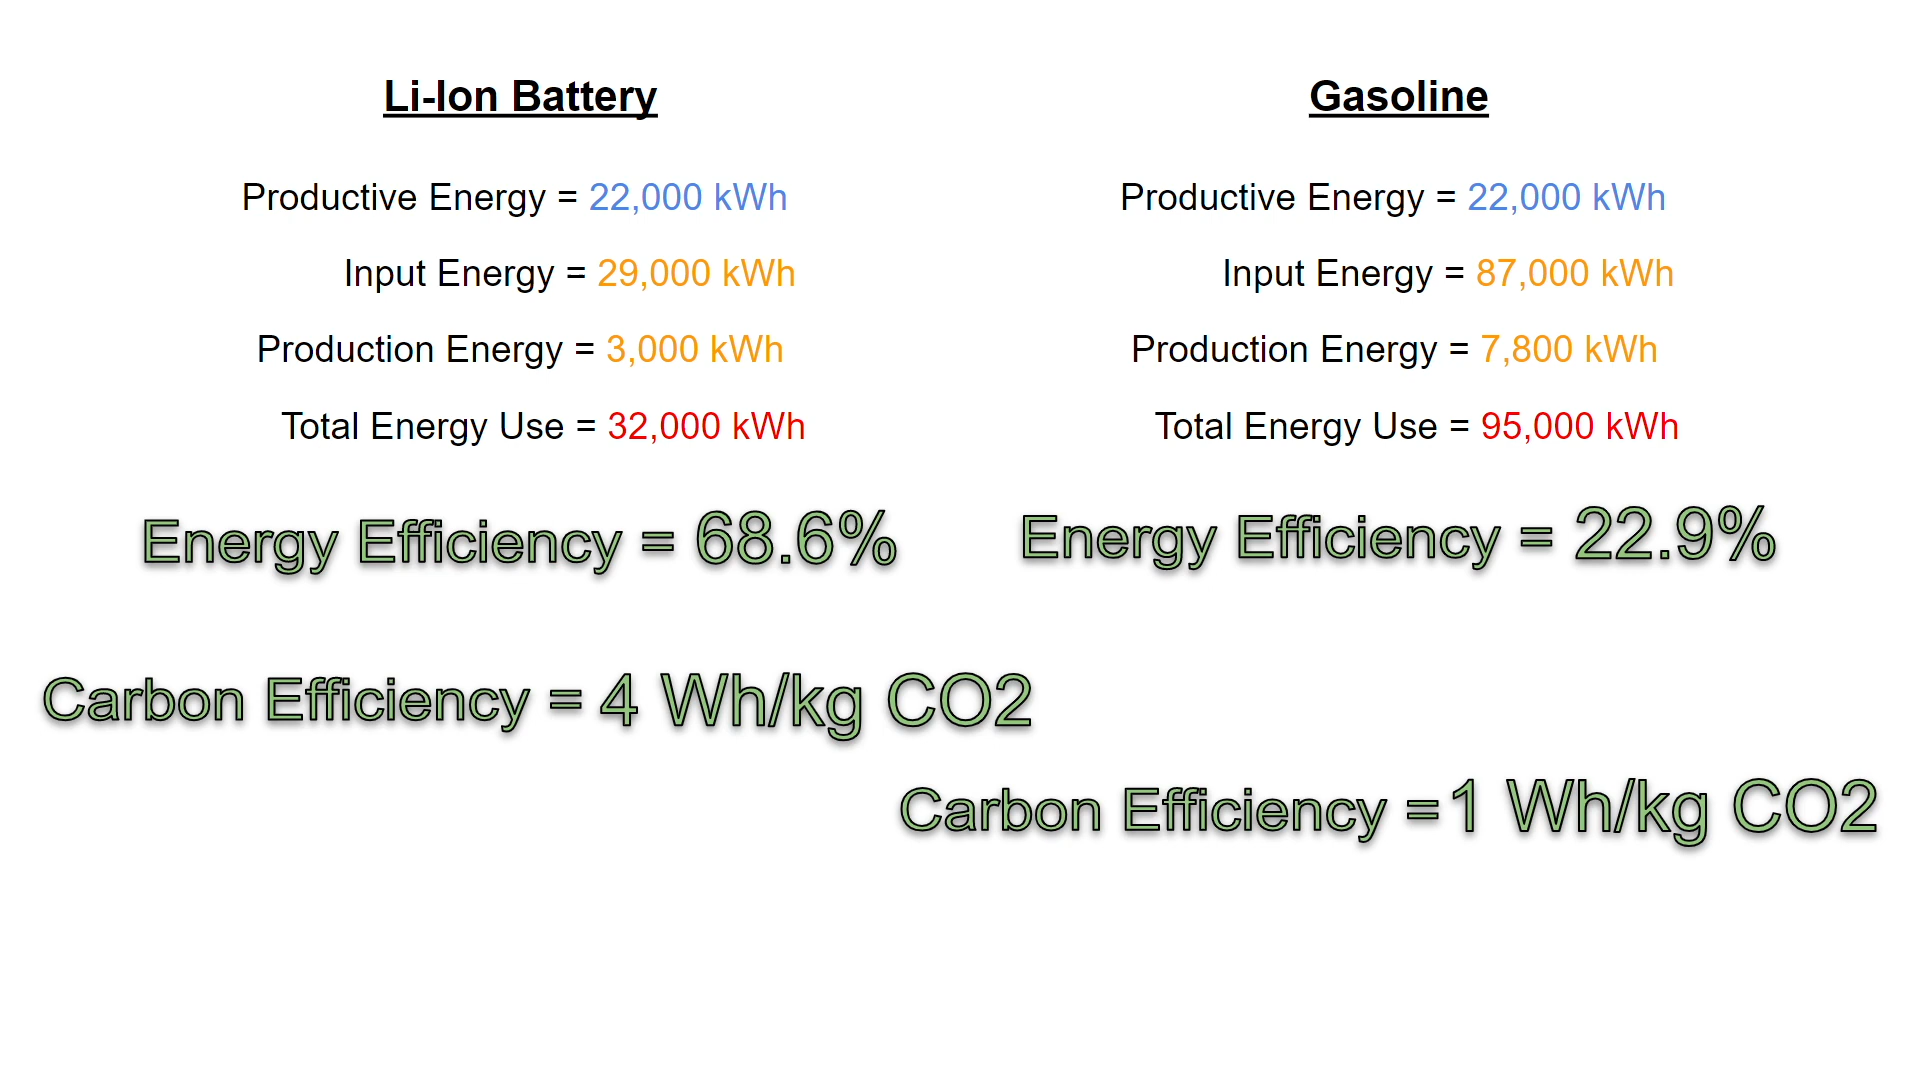 Li-Ion Battery
Productive Energy = 22,000 kWh
Input Energy = 29,000 kWh
Production Energy = 3,000 kWh
Total Energy Use = 32,000 kWh
Energy Efficiency = 68.6%
Carbon Efficiency = 4 Wh/kg CO2
Gasoline
Productive Energy = 22,000 kWh
Input Energy = 87,000 kWh
Production Energy = 7,800 kWh
Total Energy Use = 95,000 kWh
Energy Efficiency = 22.9%
Carbon Efficiency =1 Wh/kg CO2